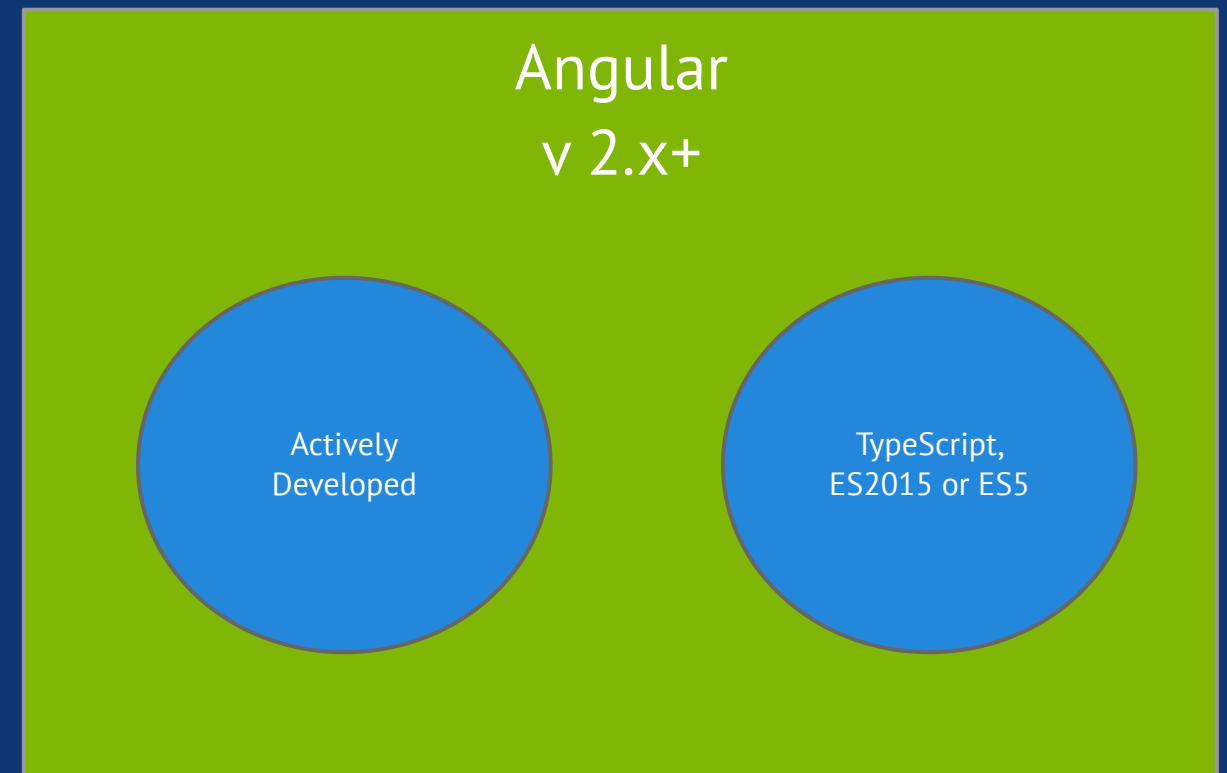 Angular
v 2.x+
Actively
Developed
TypeScript,
ES2015 or ES5